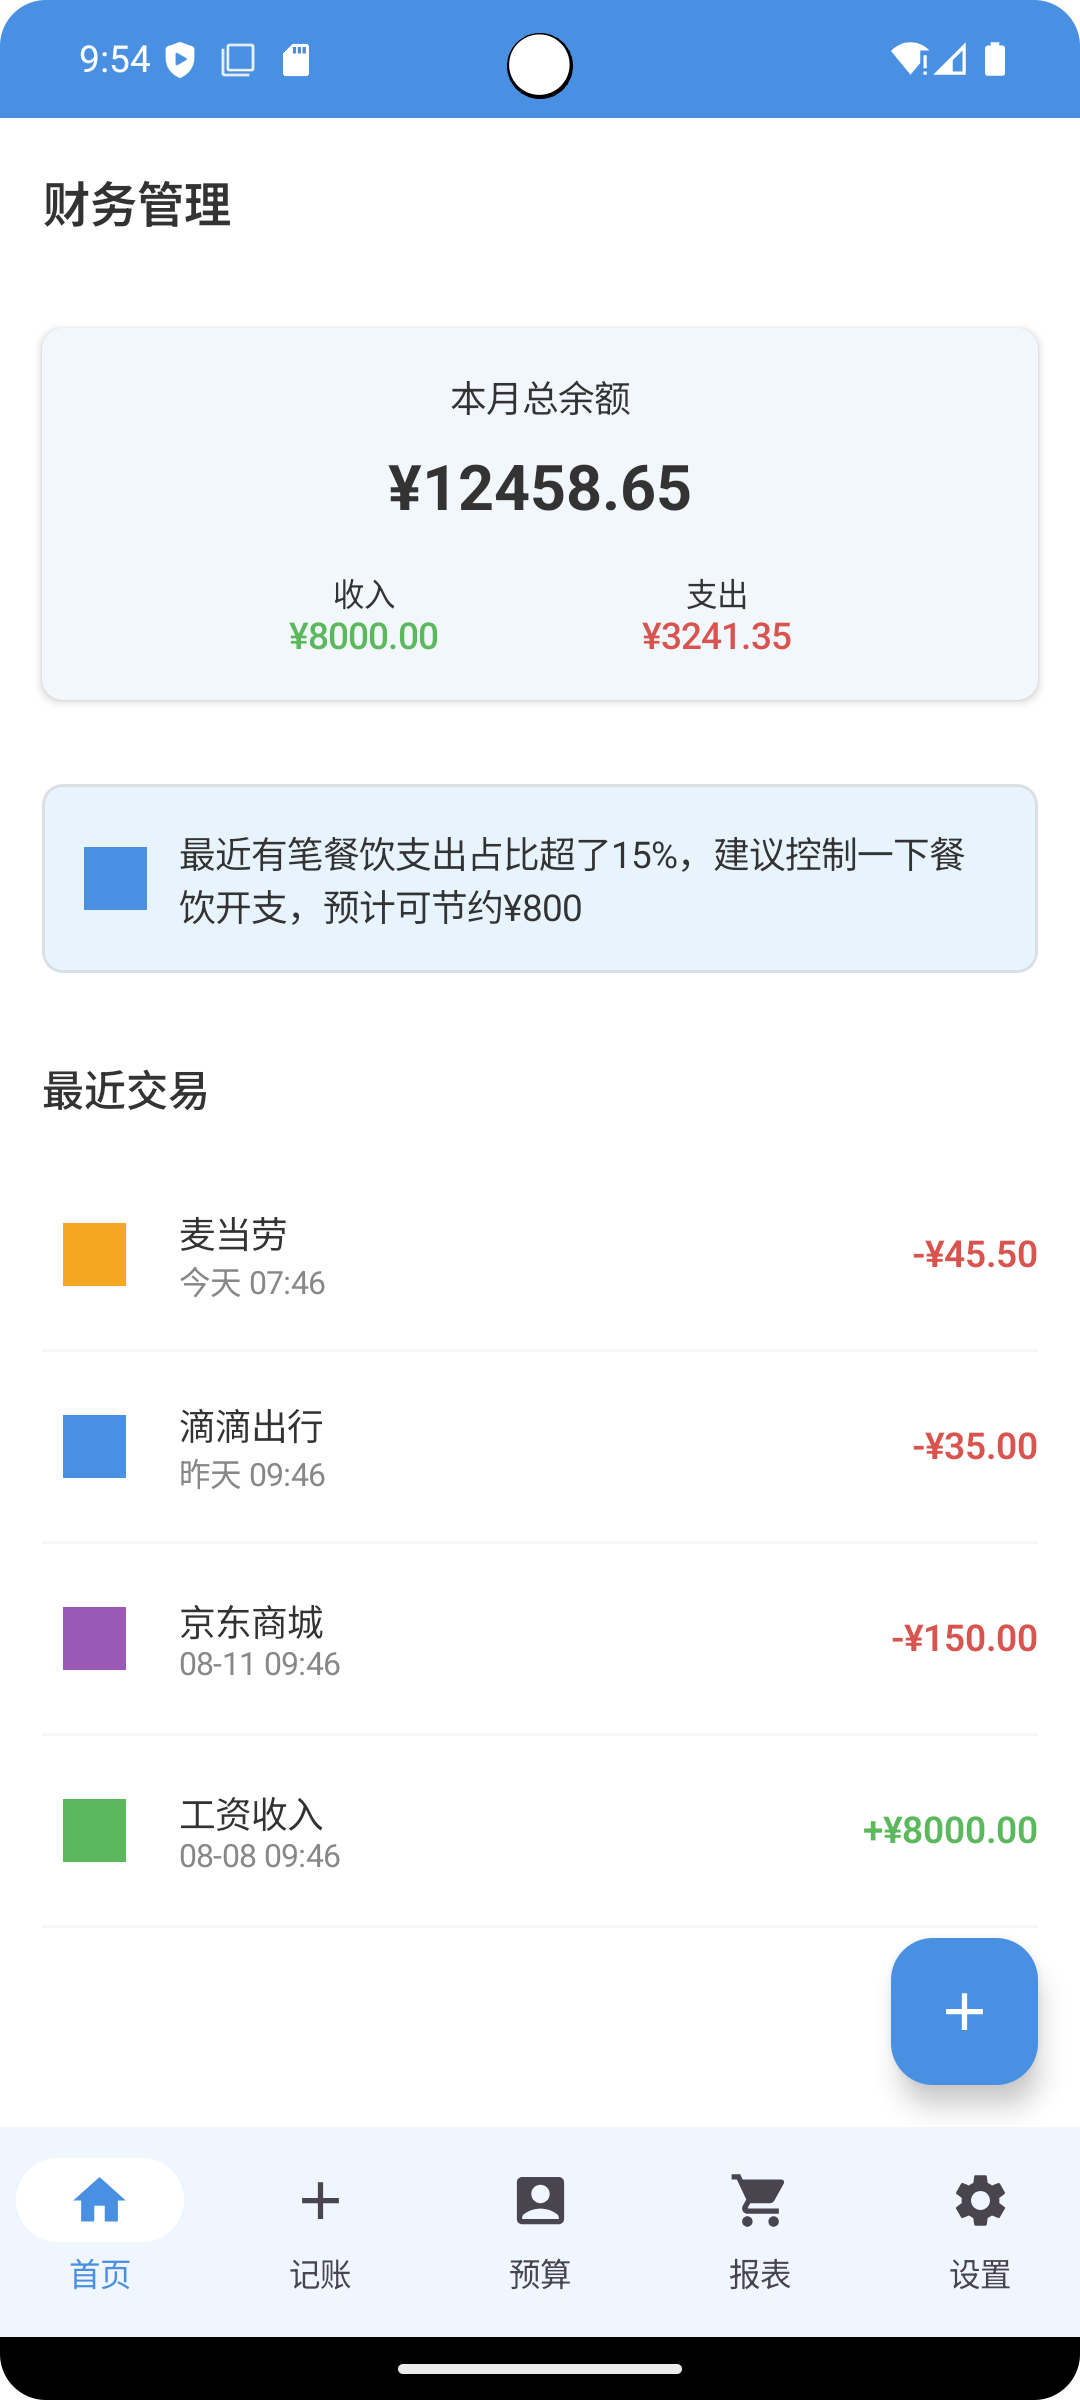 9:54
财务管理
本月总余额
¥12458.65
收入 支出
¥8000.00 ¥3241.35
最近有笔餐饮支出占比超了15%，建议控制一下餐
饮开支，预计可节约¥800
最近交易
麦当劳
今天 07:46
-¥45.50
滴滴出行
昨天 09:46
-¥35.00
京东商城
08-11 09:46
-¥150.00
工资收入
08-08 09:46
+¥8000.00
首页 记账 预算 报表 设置